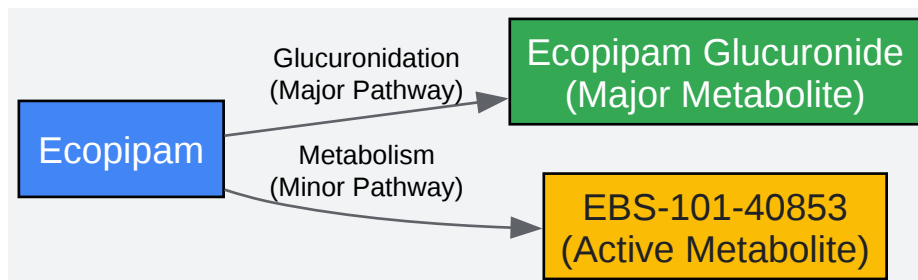 Ecopipam
Glucuronidation
(Major Pathway)
Ecopipam Glucuronide
(Major Metabolite)
Metabolism
(Minor Pathway)
EBS-101-40853
(Active Metabolite)